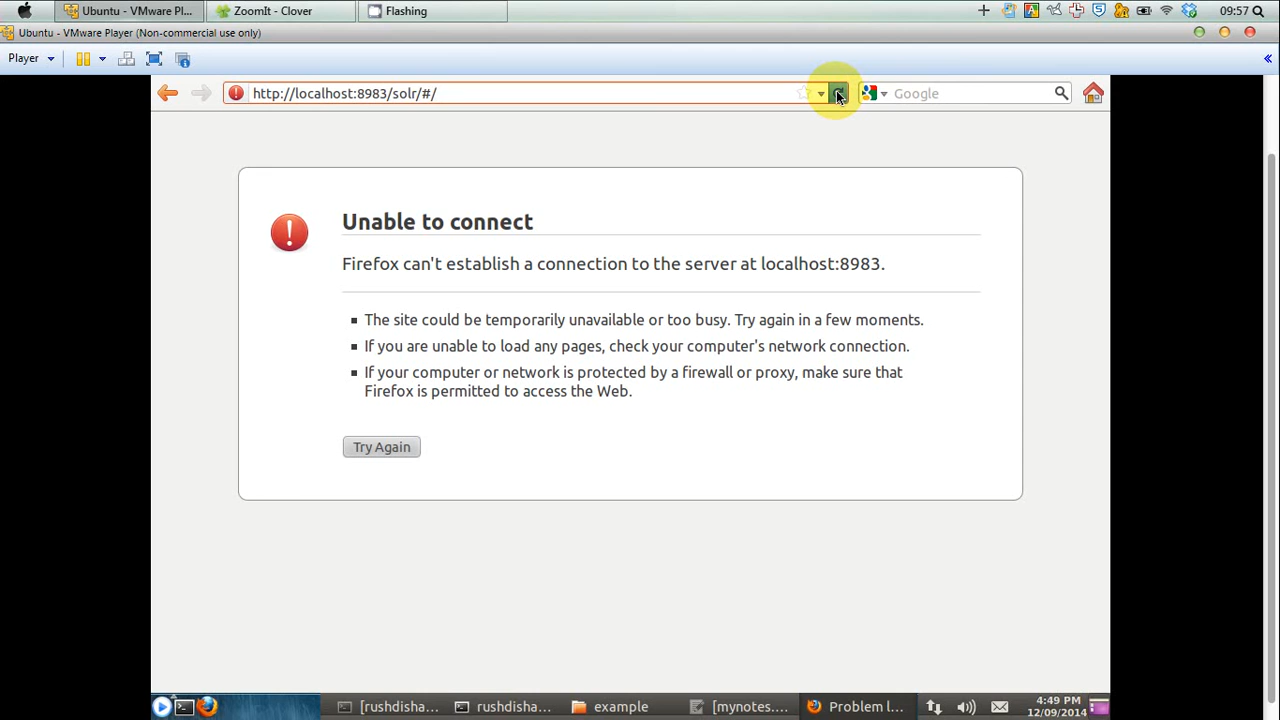 Ubuntu - VMware Pl...
ZoomIt - Clover
Flashing
09:57
Ubuntu - VMware Player (Non-commercial use only)
Player
http://localhost:8983/solr/#/
Google
Unable to connect
Firefox can't establish a connection to the server at localhost:8983.
The site could be temporarily unavailable or too busy. Try again in a few moments.
If you are unable to load any pages, check your computer's network connection.
If your computer or network is protected by a firewall or proxy, make sure that
Firefox is permitted to access the Web.
Try Again
[rushdisha...
rushdisha...
example
[mynotes....
Problem l...
4:49 PM
12/09/2014